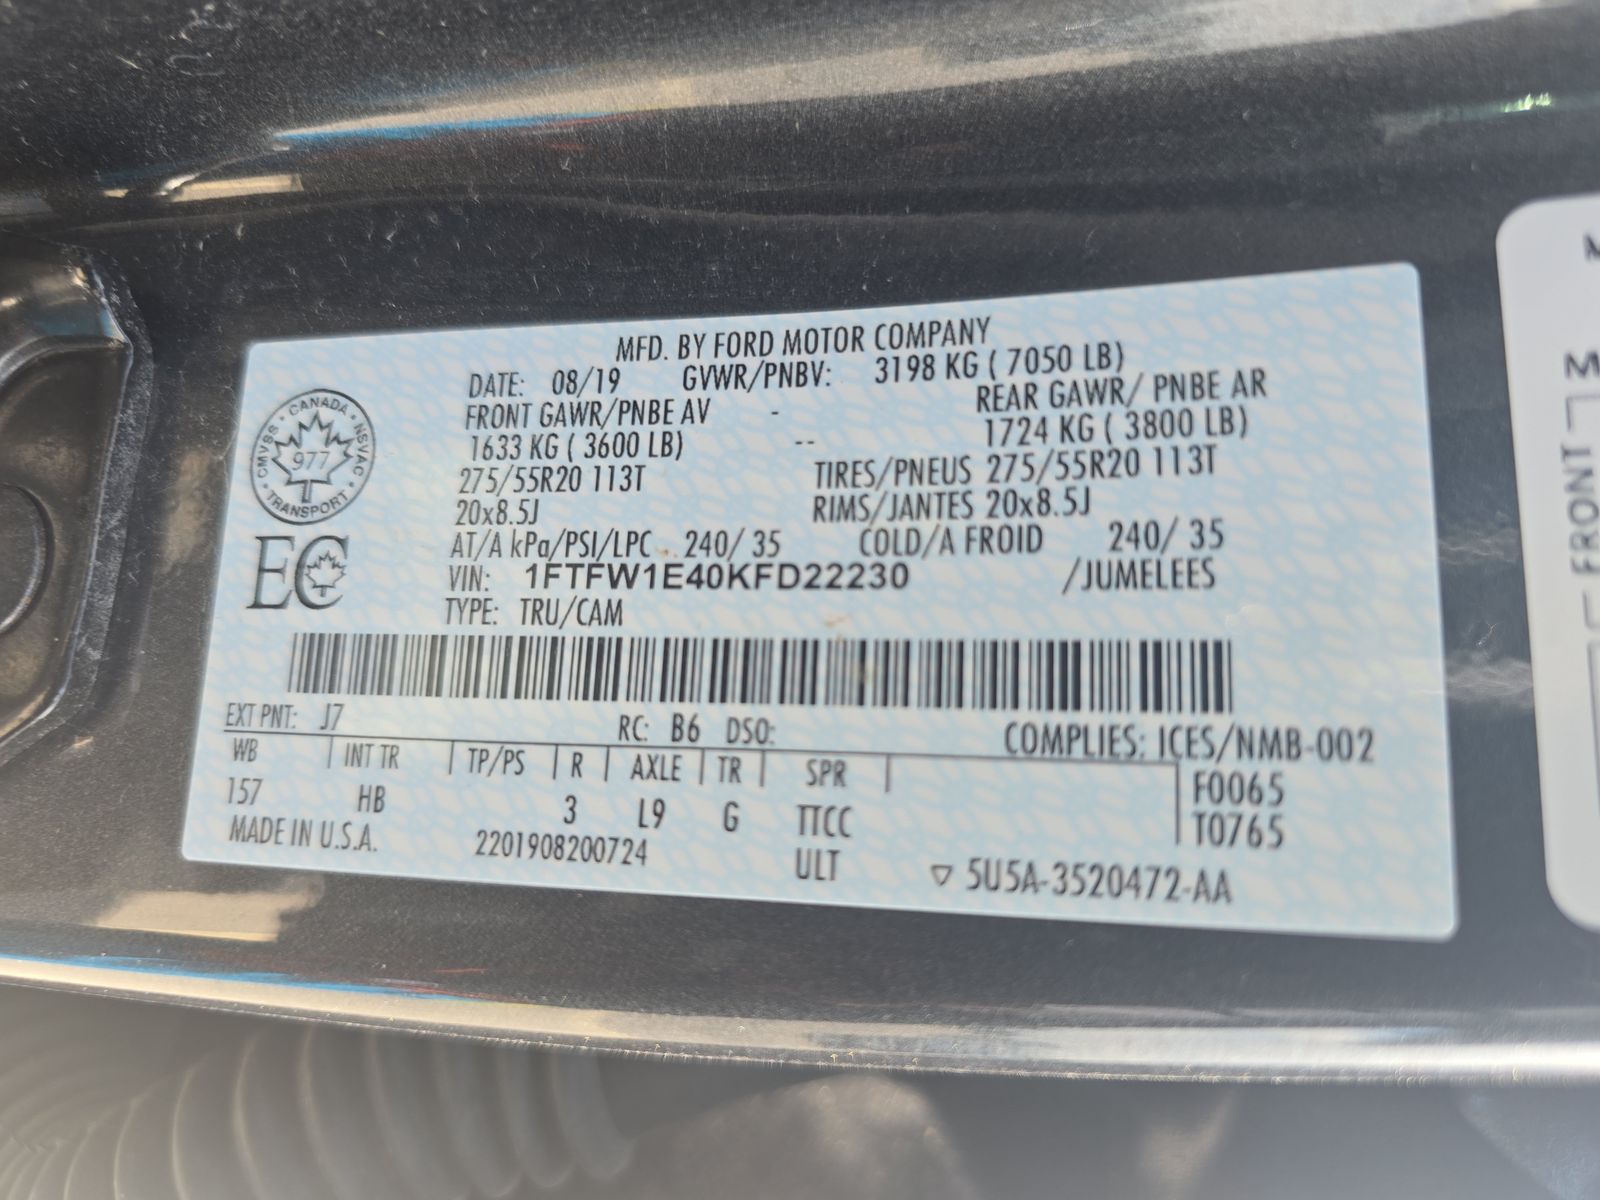 MFD. BY FORD MOTOR COMPANY
DATE: 08/19 GVWR/PNBV: 3198 KG ( 7050 LB)
FRONT GAWR/PNBE AV - REAR GAWR/ PNBE AR
1633 KG ( 3600 LB) -- 1724 KG ( 3800 LB)
275/55R20 113T TIRES/PNEUS 275/55R20 113T
20x8.5J RIMS/JANTES 20x8.5J
AT/A kPa/PSI/LPC 240/ 35 COLD/A FROID 240/ 35
VIN: 1FTFW1E40KFD22230 /JUMELEES
TYPE: TRU/CAM
CANADA
CMVSS NSVAC
977
TRANSPORT
EC
EXT PNT: J7 RC: B6 DSO: COMPLIES: ICES/NMB-002
WB INT TR TP/PS R AXLE TR SPR F0065
157 HB 3 L9 G TTCC T0765
MADE IN U.S.A. 2201908200724 ULT 5U5A-3520472-AA
FRONT